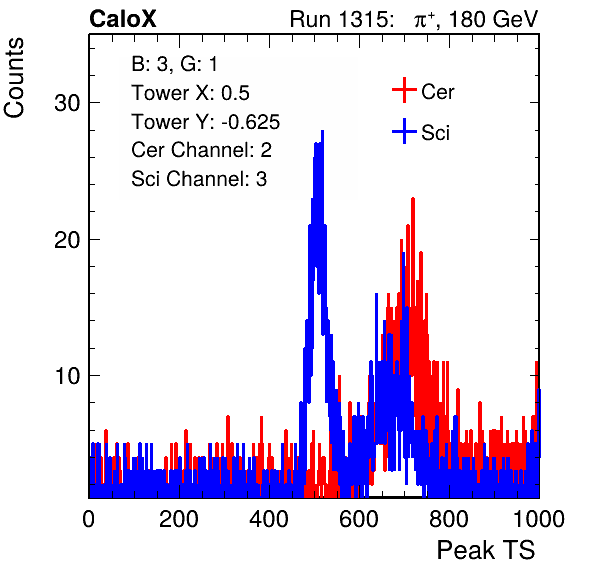 CaloX Run 1315: π⁺, 180 GeV
Counts
B: 3, G: 1
Tower X: 0.5
Tower Y: -0.625
Cer Channel: 2
Sci Channel: 3
Cer
Sci
30
20
10
0 200 400 600 800 1000
Peak TS